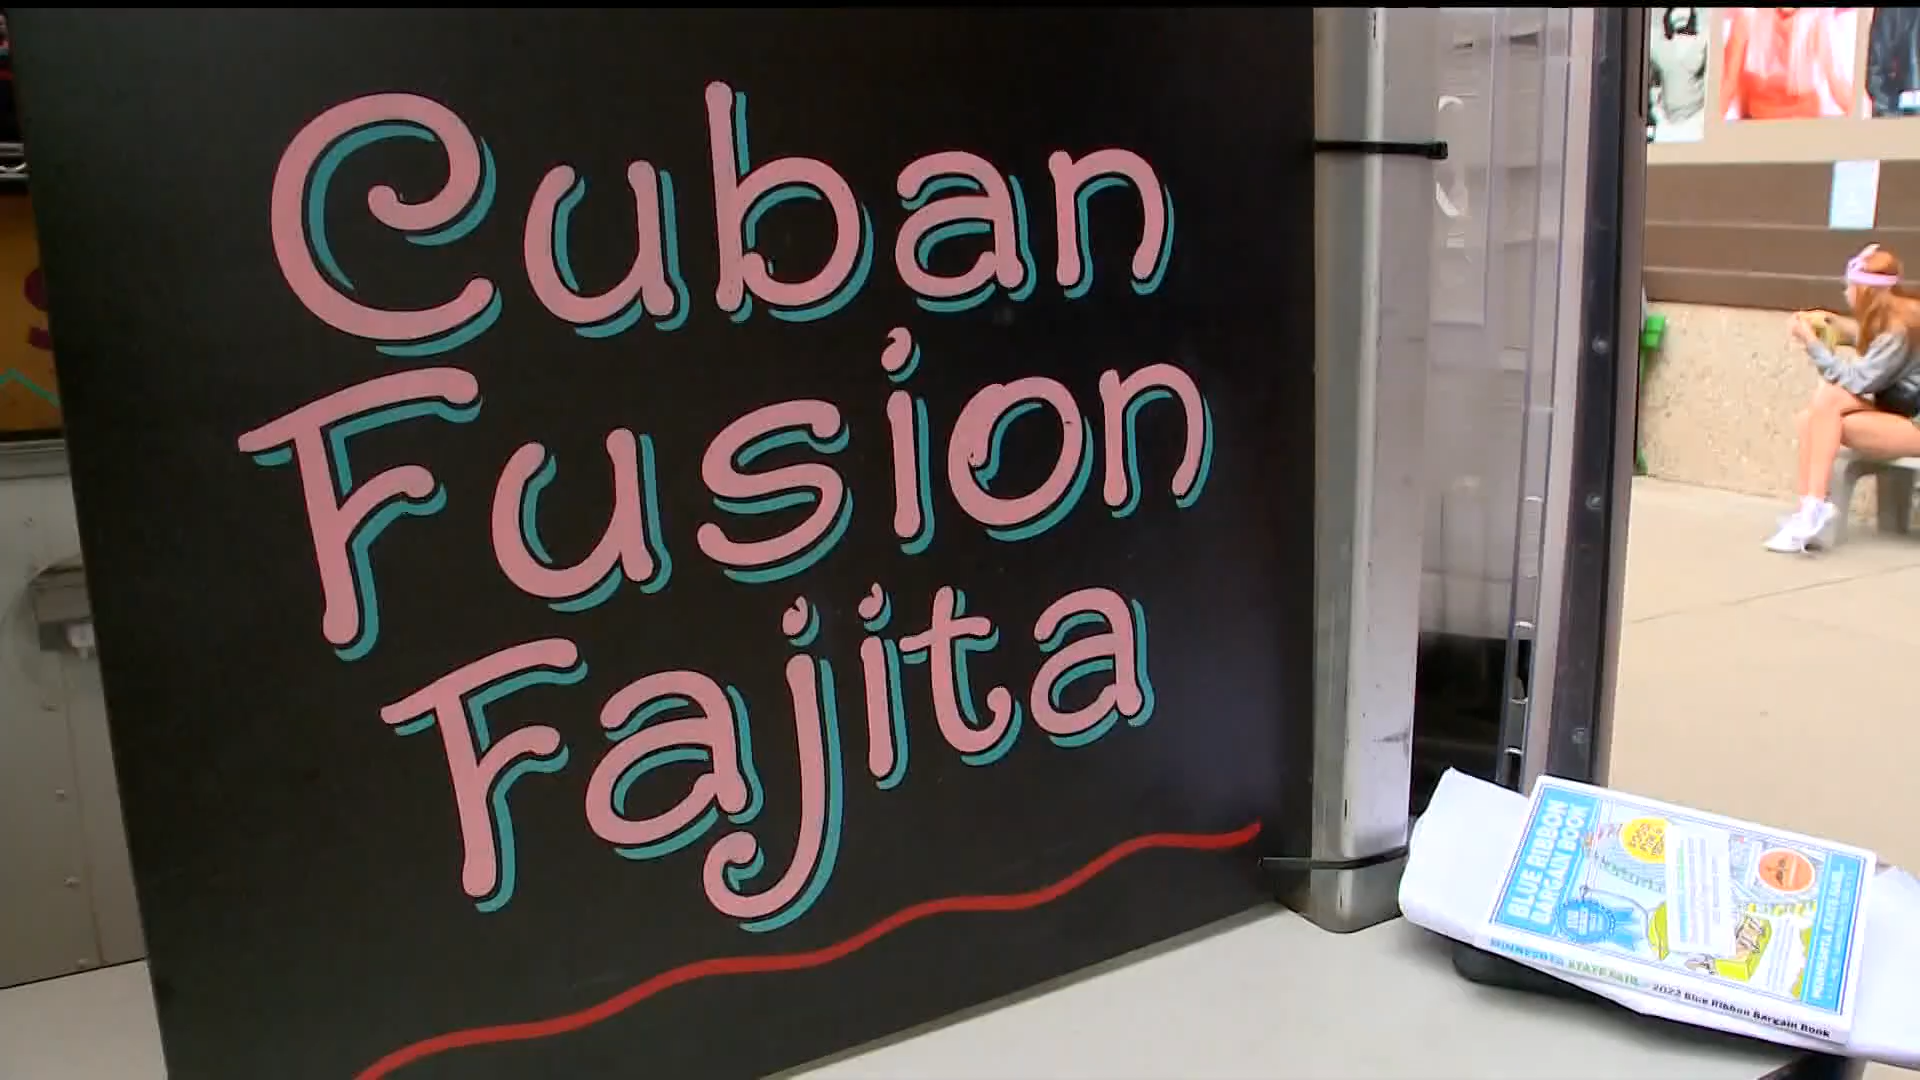 Cuban
Fusion
Fajita
BLUE RIBBON
BARGAIN BOOK
MINNESOTA STATE FAIR
2022 Blue Ribbon Bargain Book